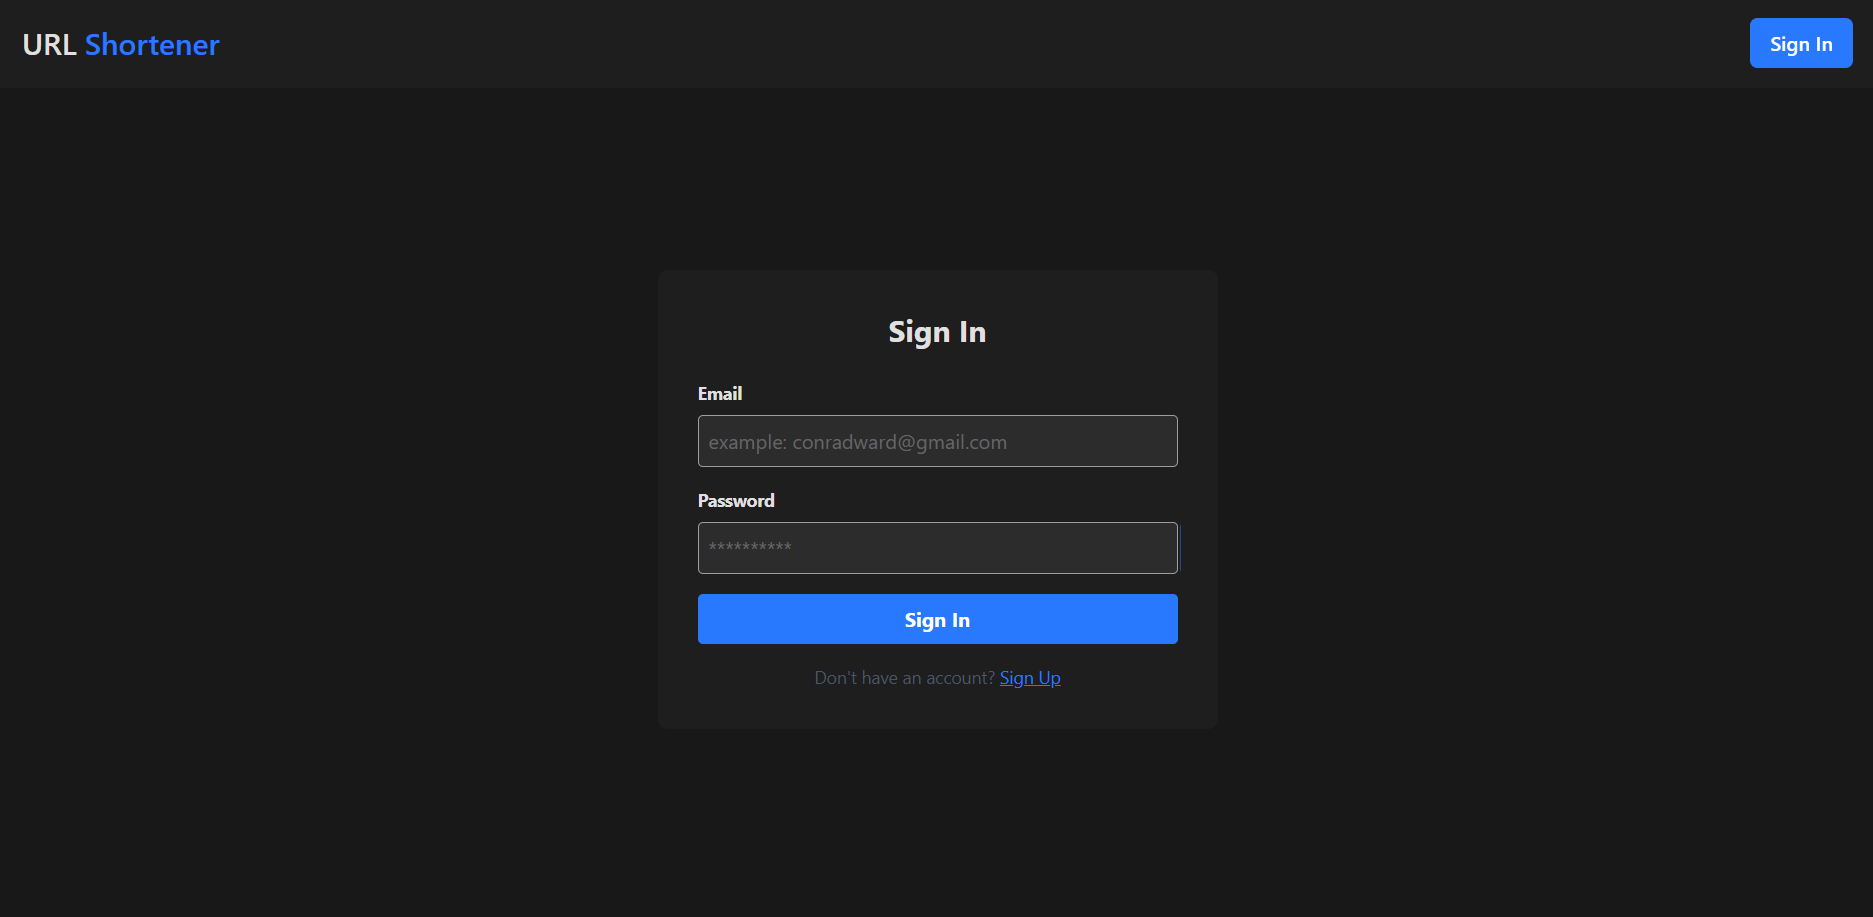 URL Shortener
Sign In
Sign In
Email
example: conradward@gmail.com
Password
**********
Sign In
Don't have an account? Sign Up